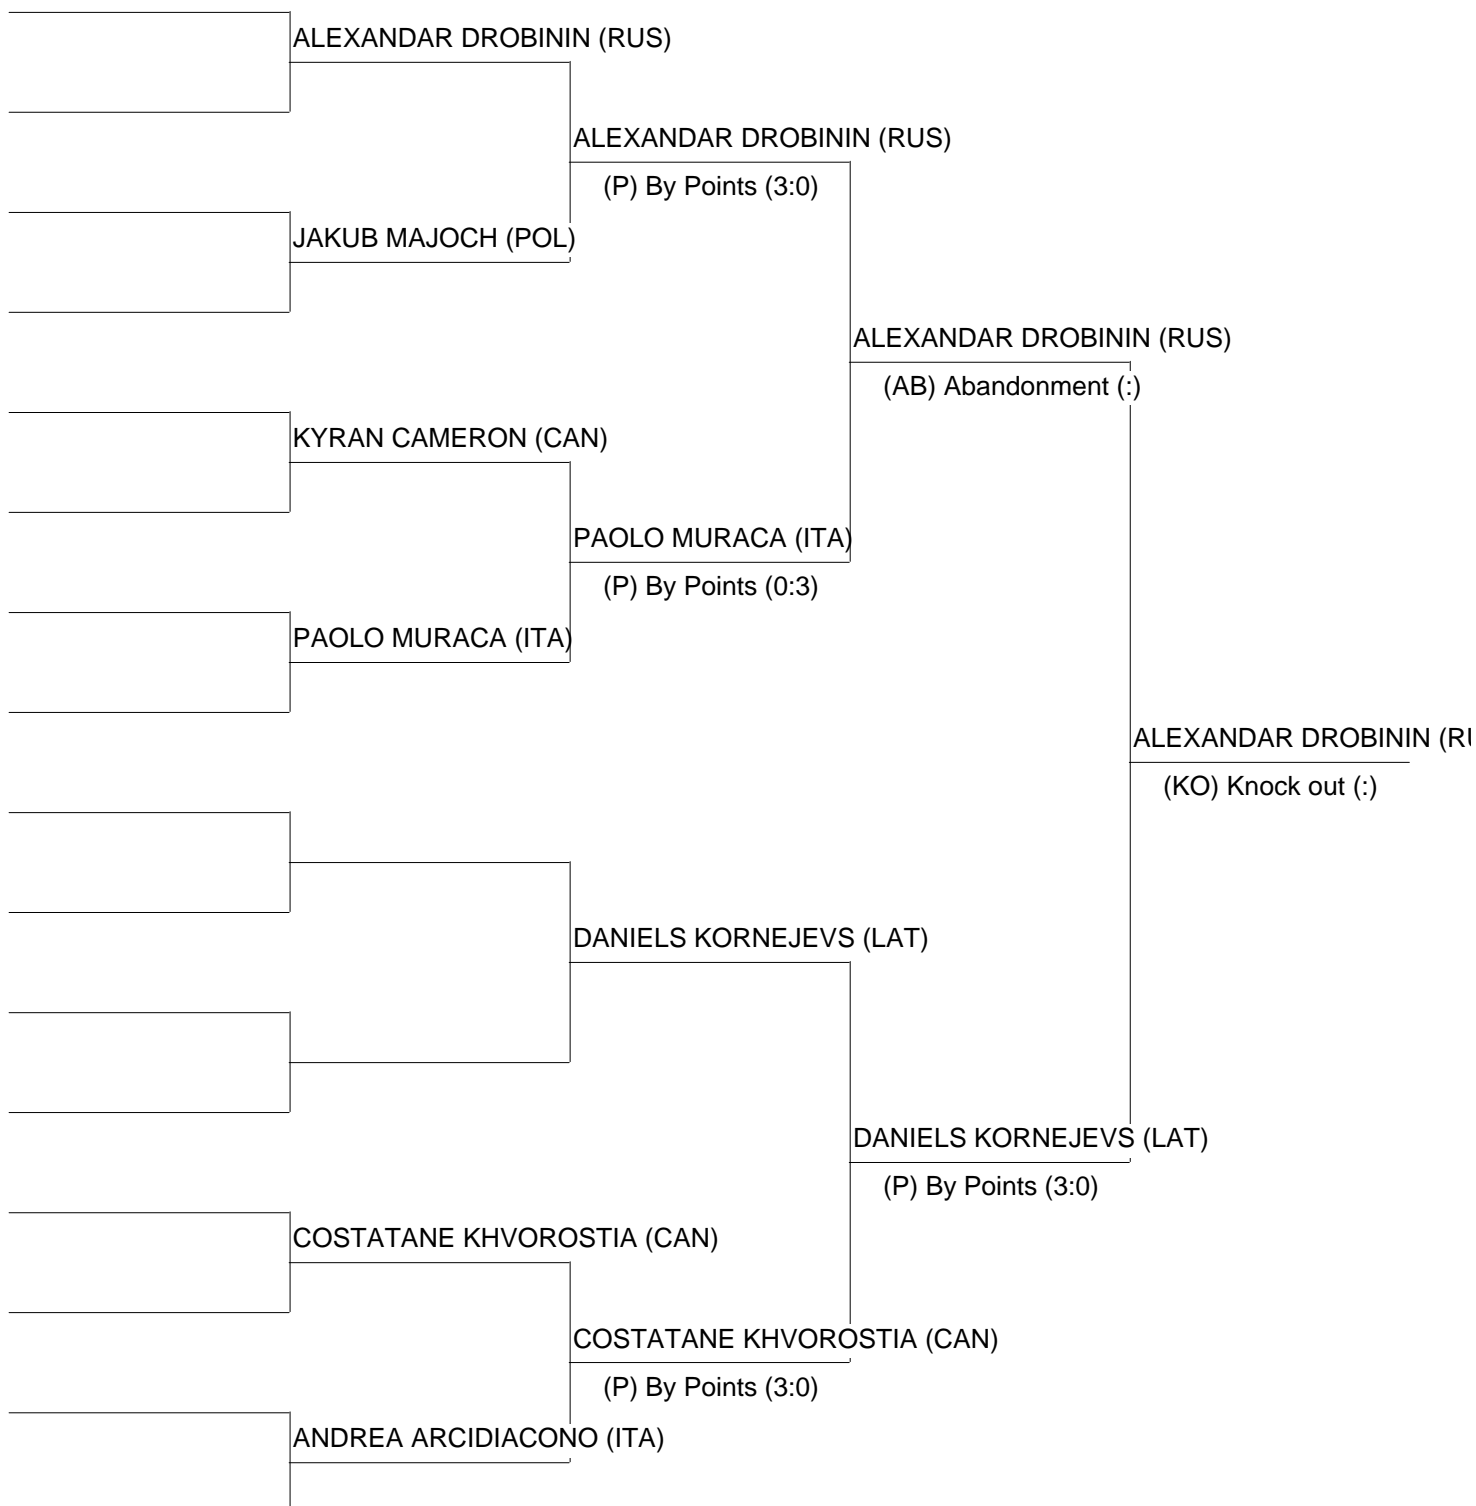 ALEXANDAR DROBININ (RUS)
ALEXANDAR DROBININ (RUS)
(P) By Points (3:0)
JAKUB MAJOCH (POL)
ALEXANDAR DROBININ (RUS)
(AB) Abandonment (:)
KYRAN CAMERON (CAN)
PAOLO MURACA (ITA)
(P) By Points (0:3)
PAOLO MURACA (ITA)
ALEXANDAR DROBININ (RU
(KO) Knock out (:)
DANIELS KORNEJEVS (LAT)
DANIELS KORNEJEVS (LAT)
(P) By Points (3:0)
COSTATANE KHVOROSTIA (CAN)
COSTATANE KHVOROSTIA (CAN)
(P) By Points (3:0)
ANDREA ARCIDIACONO (ITA)